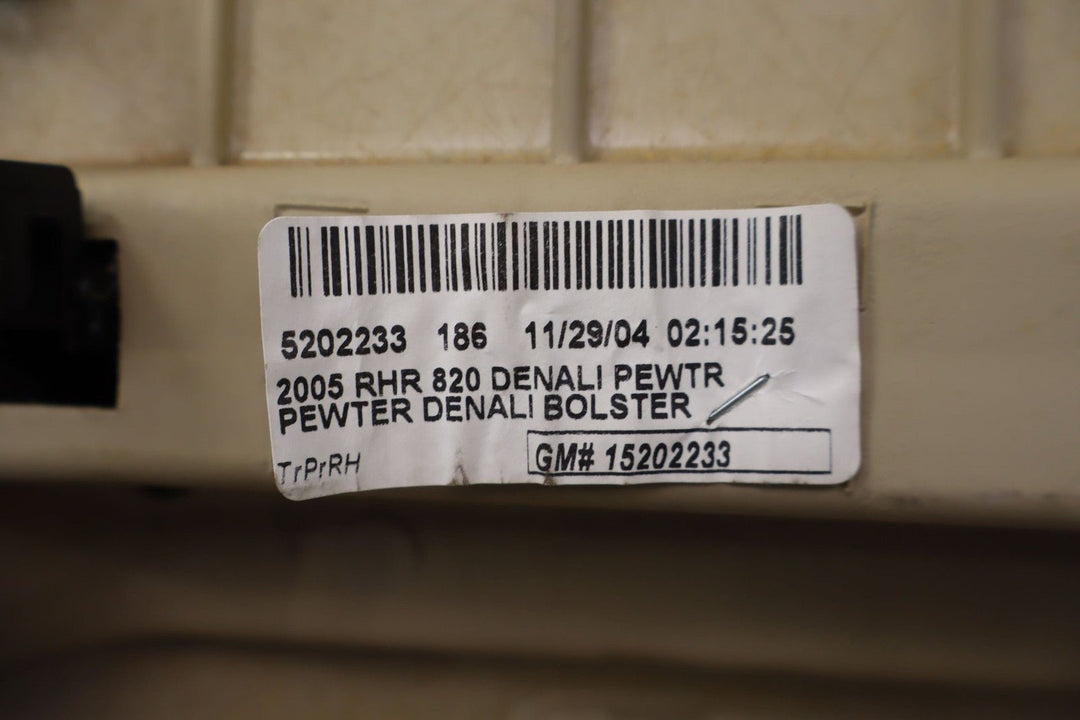 5202233 186 11/29/04 02:15:25
2005 RHR 820 DENALI PEWTR
PEWTER DENALI BOLSTER
GM# 15202233
TrPrRH